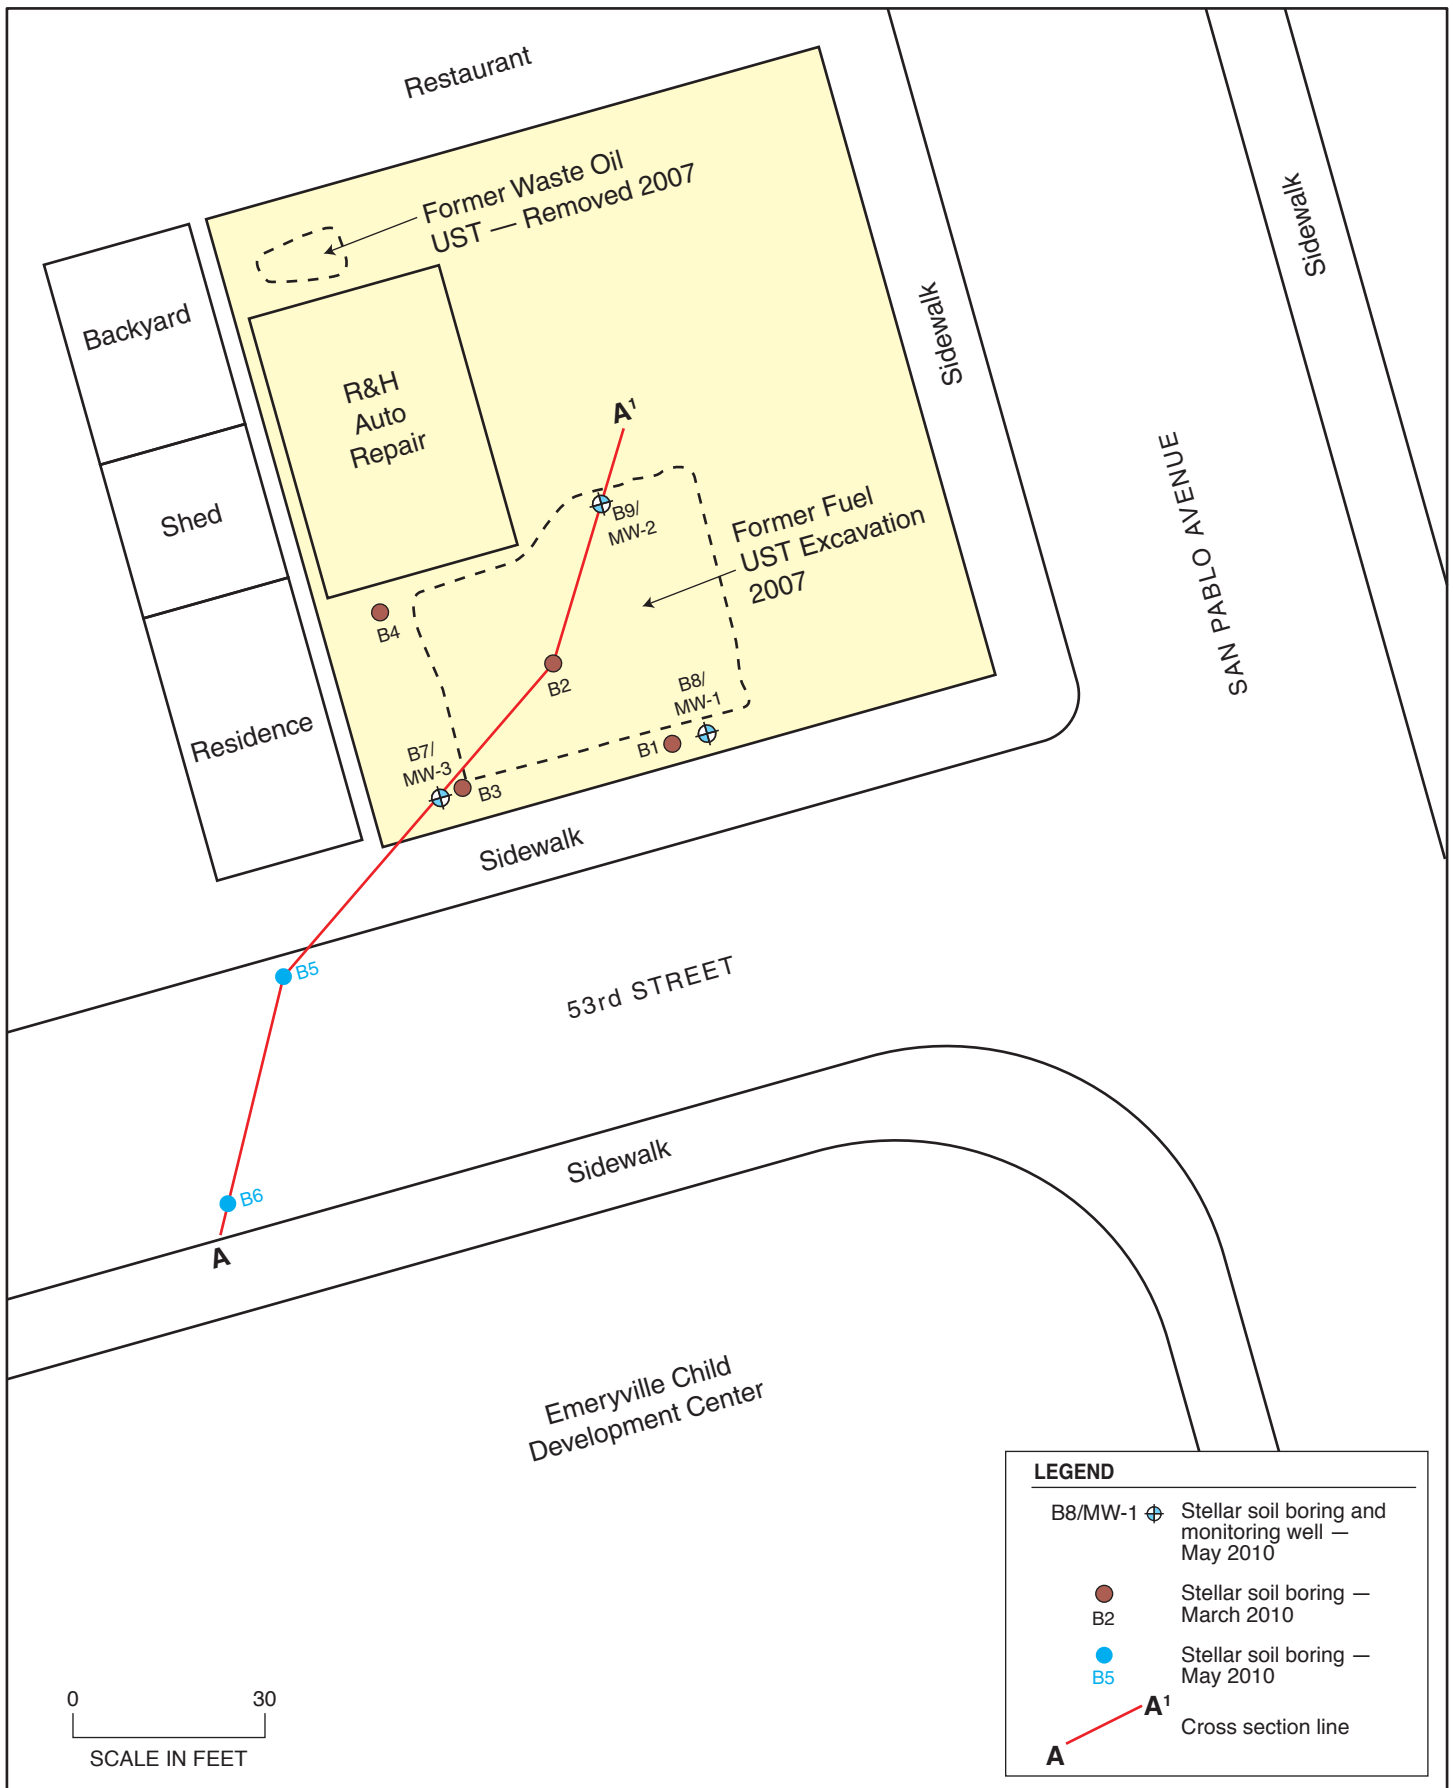 Restaurant
Former Waste Oil
UST — Removed 2007
Sidewalk
Sidewalk
Backyard
R&H
Auto
Repair
A¹
Shed
B9/
MW-2
Former Fuel
UST Excavation
2007
SAN PABLO AVENUE
B4
B2
B8/
MW-1
Residence
B7/
MW-3
B1
B3
Sidewalk
B5
53rd STREET
Sidewalk
B6
A
Emeryville Child
Development Center
LEGEND
B8/MW-1
Stellar soil boring and
monitoring well —
May 2010
B2
Stellar soil boring —
March 2010
B5
Stellar soil boring —
May 2010
A¹
A
Cross section line
0 30
SCALE IN FEET